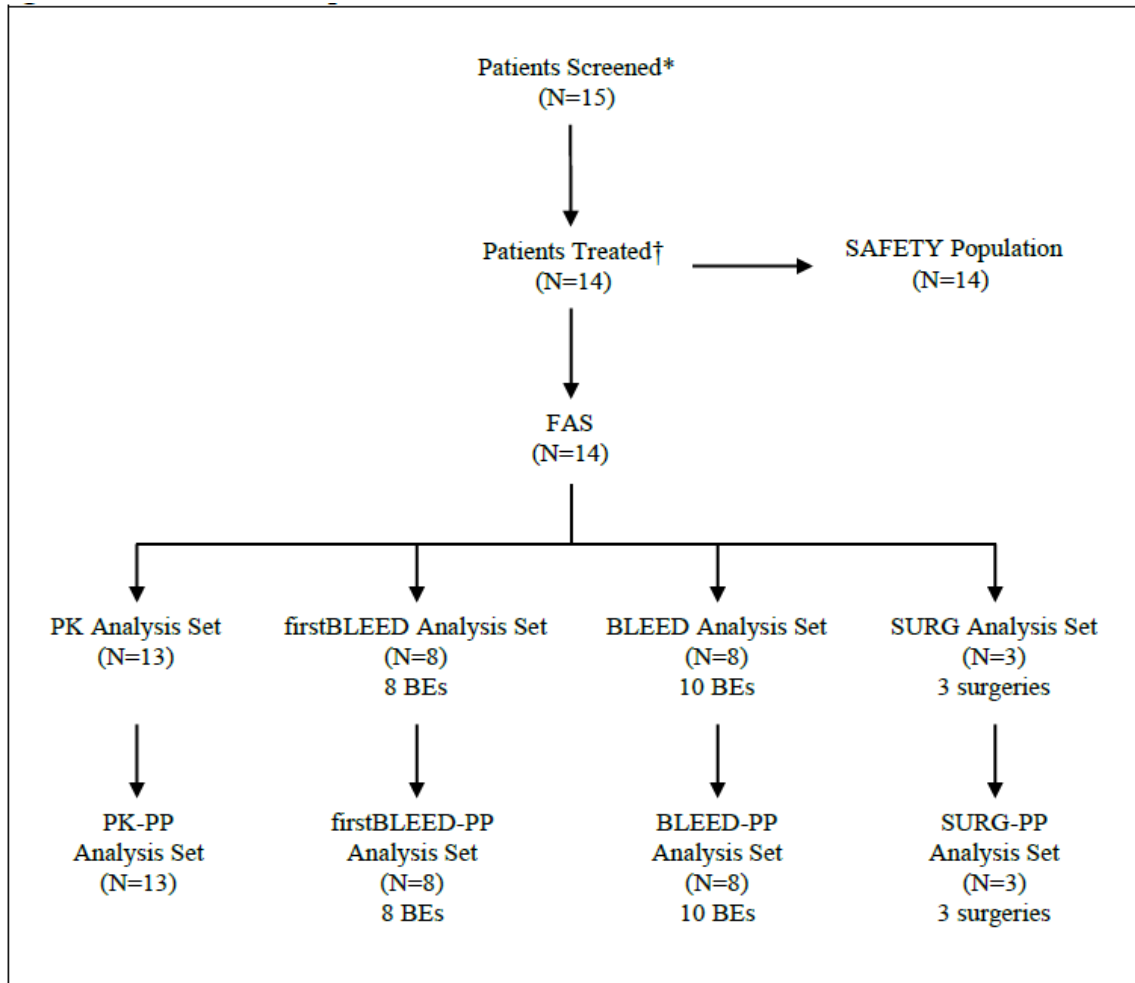 Patients Screened*
(N=15)
Patients Treated†
(N=14)
SAFETY Population
(N=14)
FAS
(N=14)
PK Analysis Set
(N=13)
firstBLEED Analysis Set
(N=8)
8 BEs
BLEED Analysis Set
(N=8)
10 BEs
SURG Analysis Set
(N=3)
3 surgeries
PK-PP
Analysis Set
(N=13)
firstBLEED-PP
Analysis Set
(N=8)
8 BEs
BLEED-PP
Analysis Set
(N=8)
10 BEs
SURG-PP
Analysis Set
(N=3)
3 surgeries